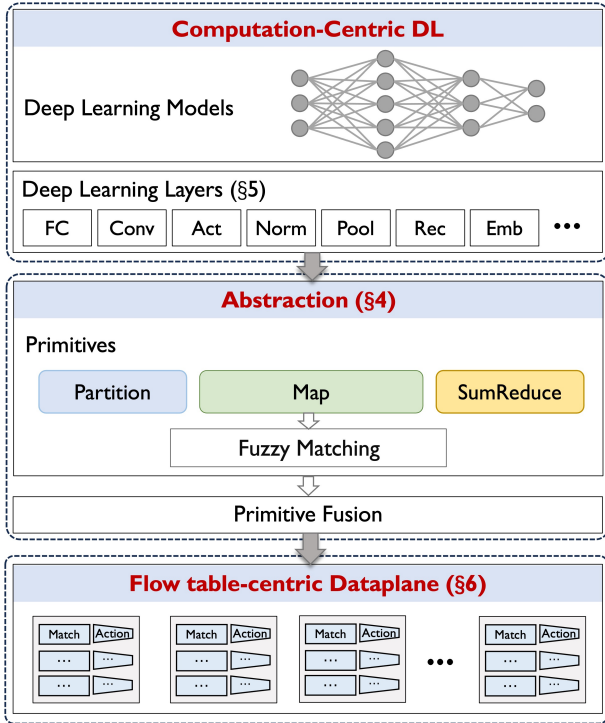 Computation-Centric DL
Deep Learning Models
Deep Learning Layers (§5)
FC Conv Act Norm Pool Rec Emb •••
Abstraction (§4)
Primitives
Partition Map SumReduce
Fuzzy Matching
Primitive Fusion
Flow table-centric Dataplane (§6)
Match Action Match Action Match Action Match Action
... ... ... ... ... ... ... ...
•••
... ... ... ... ... ... ... ...